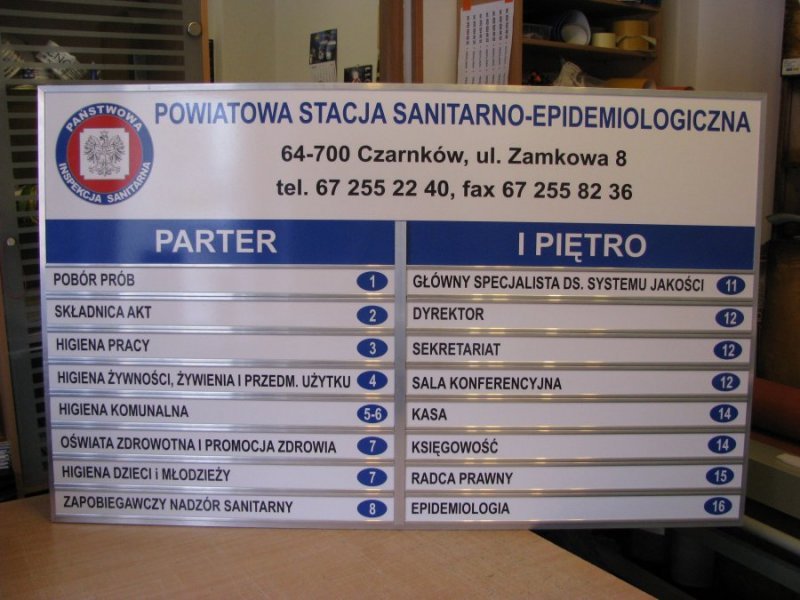 PAŃSTWOWA
INSPEKCJA SANITARNA
POWIATOWA STACJA SANITARNO-EPIDEMIOLOGICZNA
64-700 Czarnków, ul. Zamkowa 8
tel. 67 255 22 40, fax 67 255 82 36
PARTER
POBÓR PRÓB 1
SKŁADNICA AKT 2
HIGIENA PRACY 3
HIGIENA ŻYWNOŚCI, ŻYWIENIA I PRZEDM. UŻYTKU 4
HIGIENA KOMUNALNA 5-6
OŚWIATA ZDROWOTNA I PROMOCJA ZDROWIA 7
HIGIENA DZIECI i MŁODZIEŻY 7
ZAPOBIEGAWCZY NADZÓR SANITARNY 8
I PIĘTRO
GŁÓWNY SPECJALISTA DS. SYSTEMU JAKOŚCI 11
DYREKTOR 12
SEKRETARIAT 12
SALA KONFERENCYJNA 12
KASA 14
KSIĘGOWOŚĆ 14
RADCA PRAWNY 15
EPIDEMIOLOGIA 16